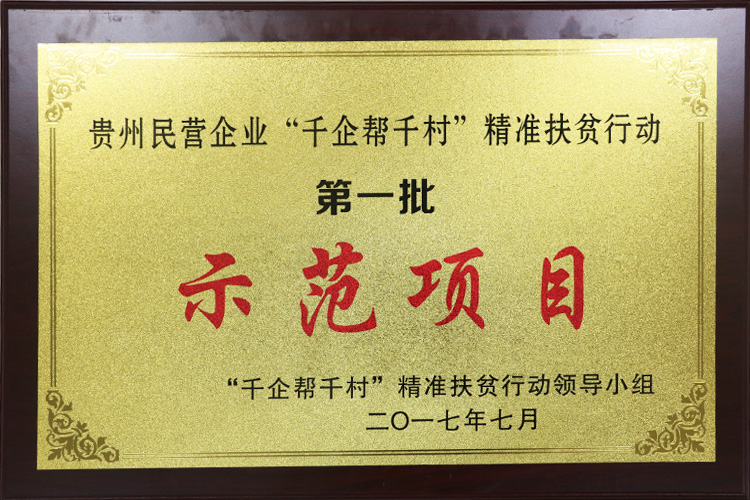 贵州民营企业“千企帮千村”精准扶贫行动
第一批
示范项目
“千企帮千村”精准扶贫行动领导小组
二〇一七年七月